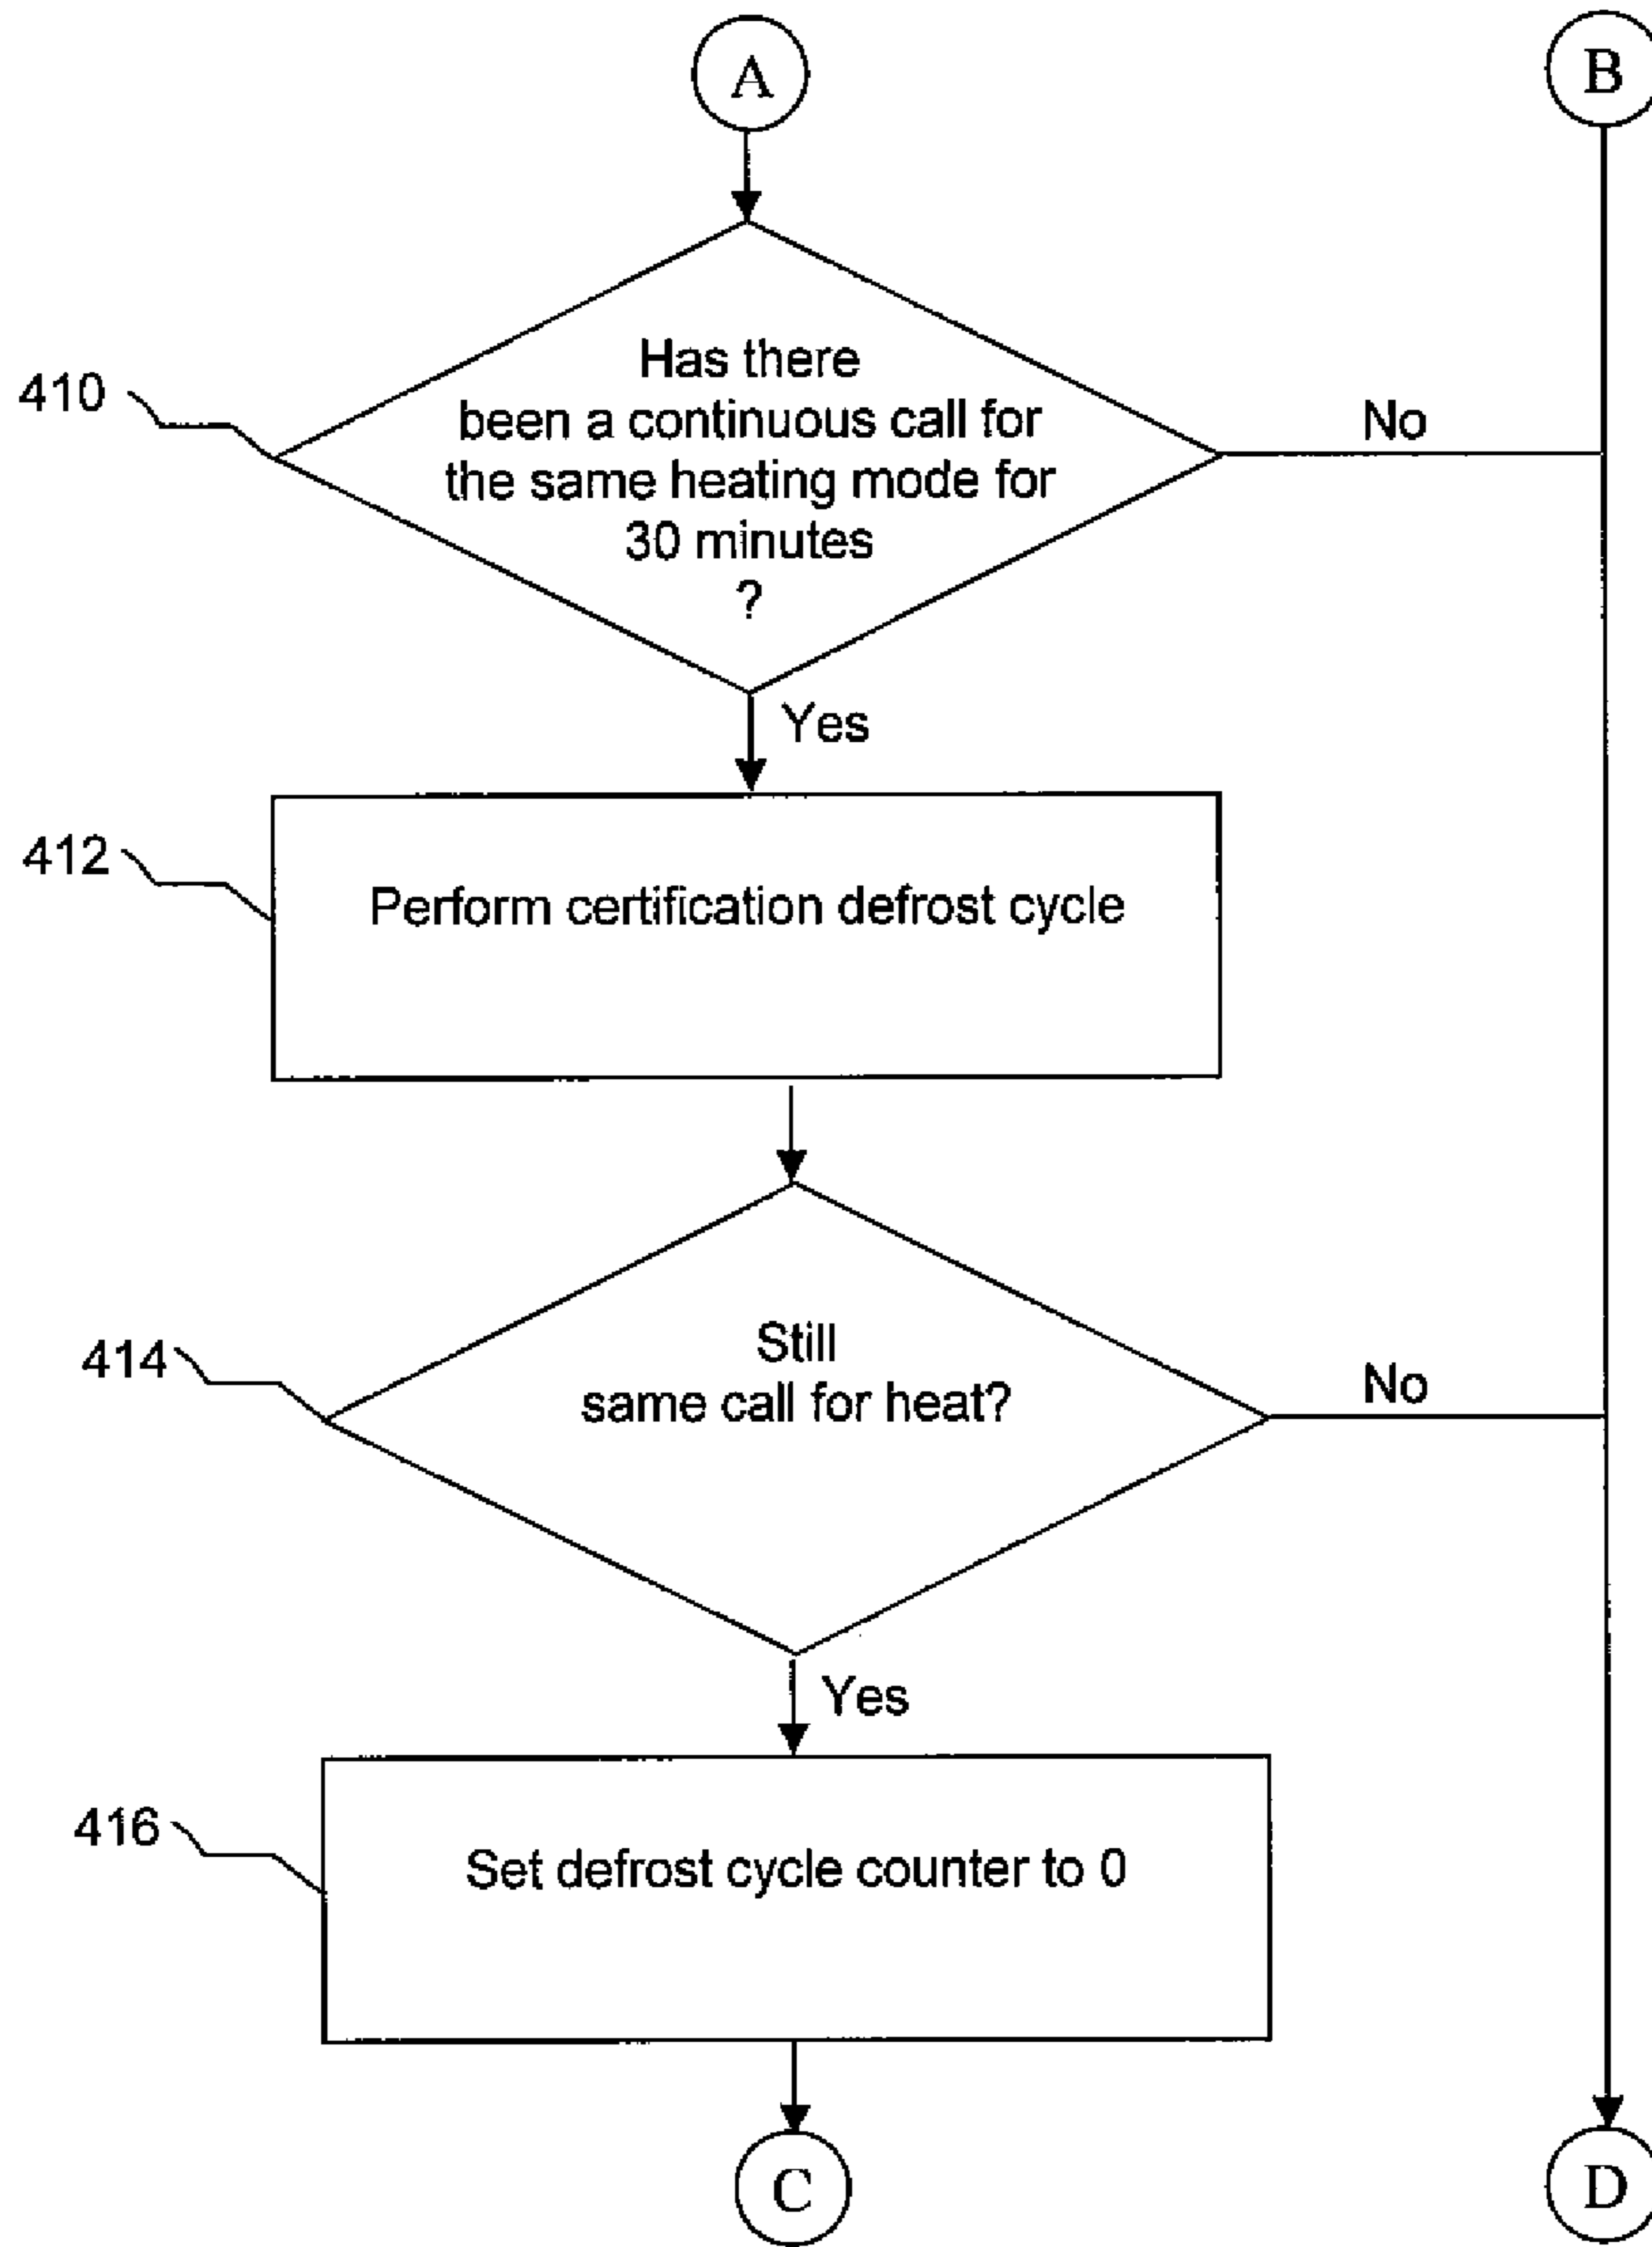 A
B
410
Has there
been a continuous call for
the same heating mode for
30 minutes
?
No
Yes
412
Perform certification defrost cycle
414
Still
same call for heat?
No
Yes
416
Set defrost cycle counter to 0
C
D